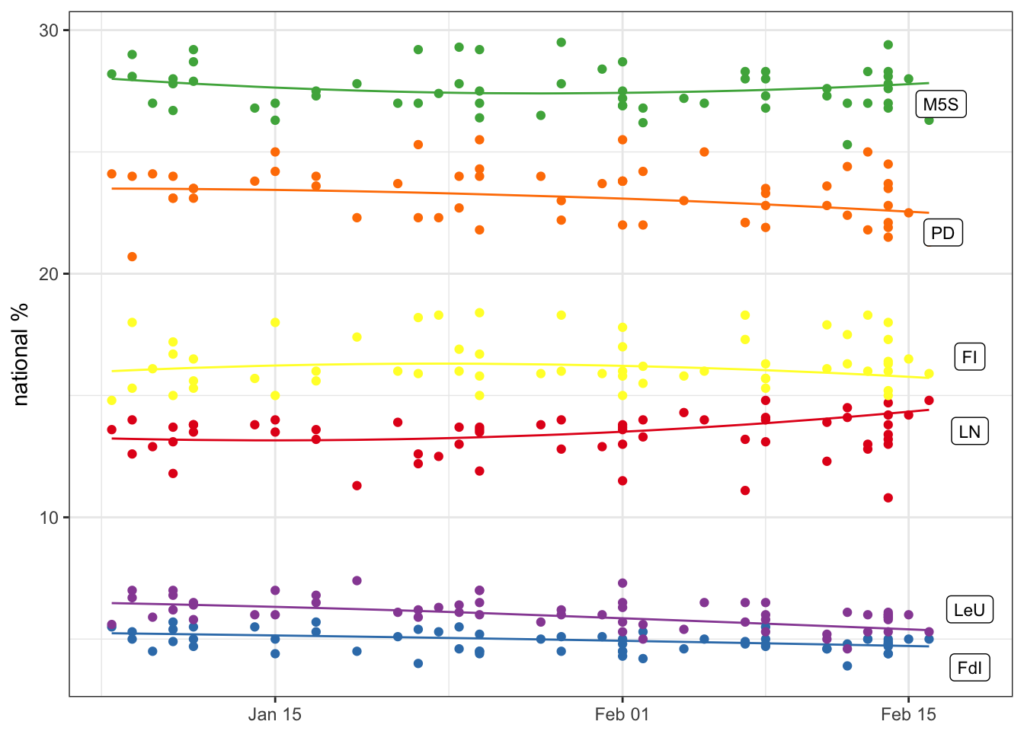 national %
30
20
10
M5S
PD
FI
LN
LeU
FdI
Jan 15
Feb 01
Feb 15